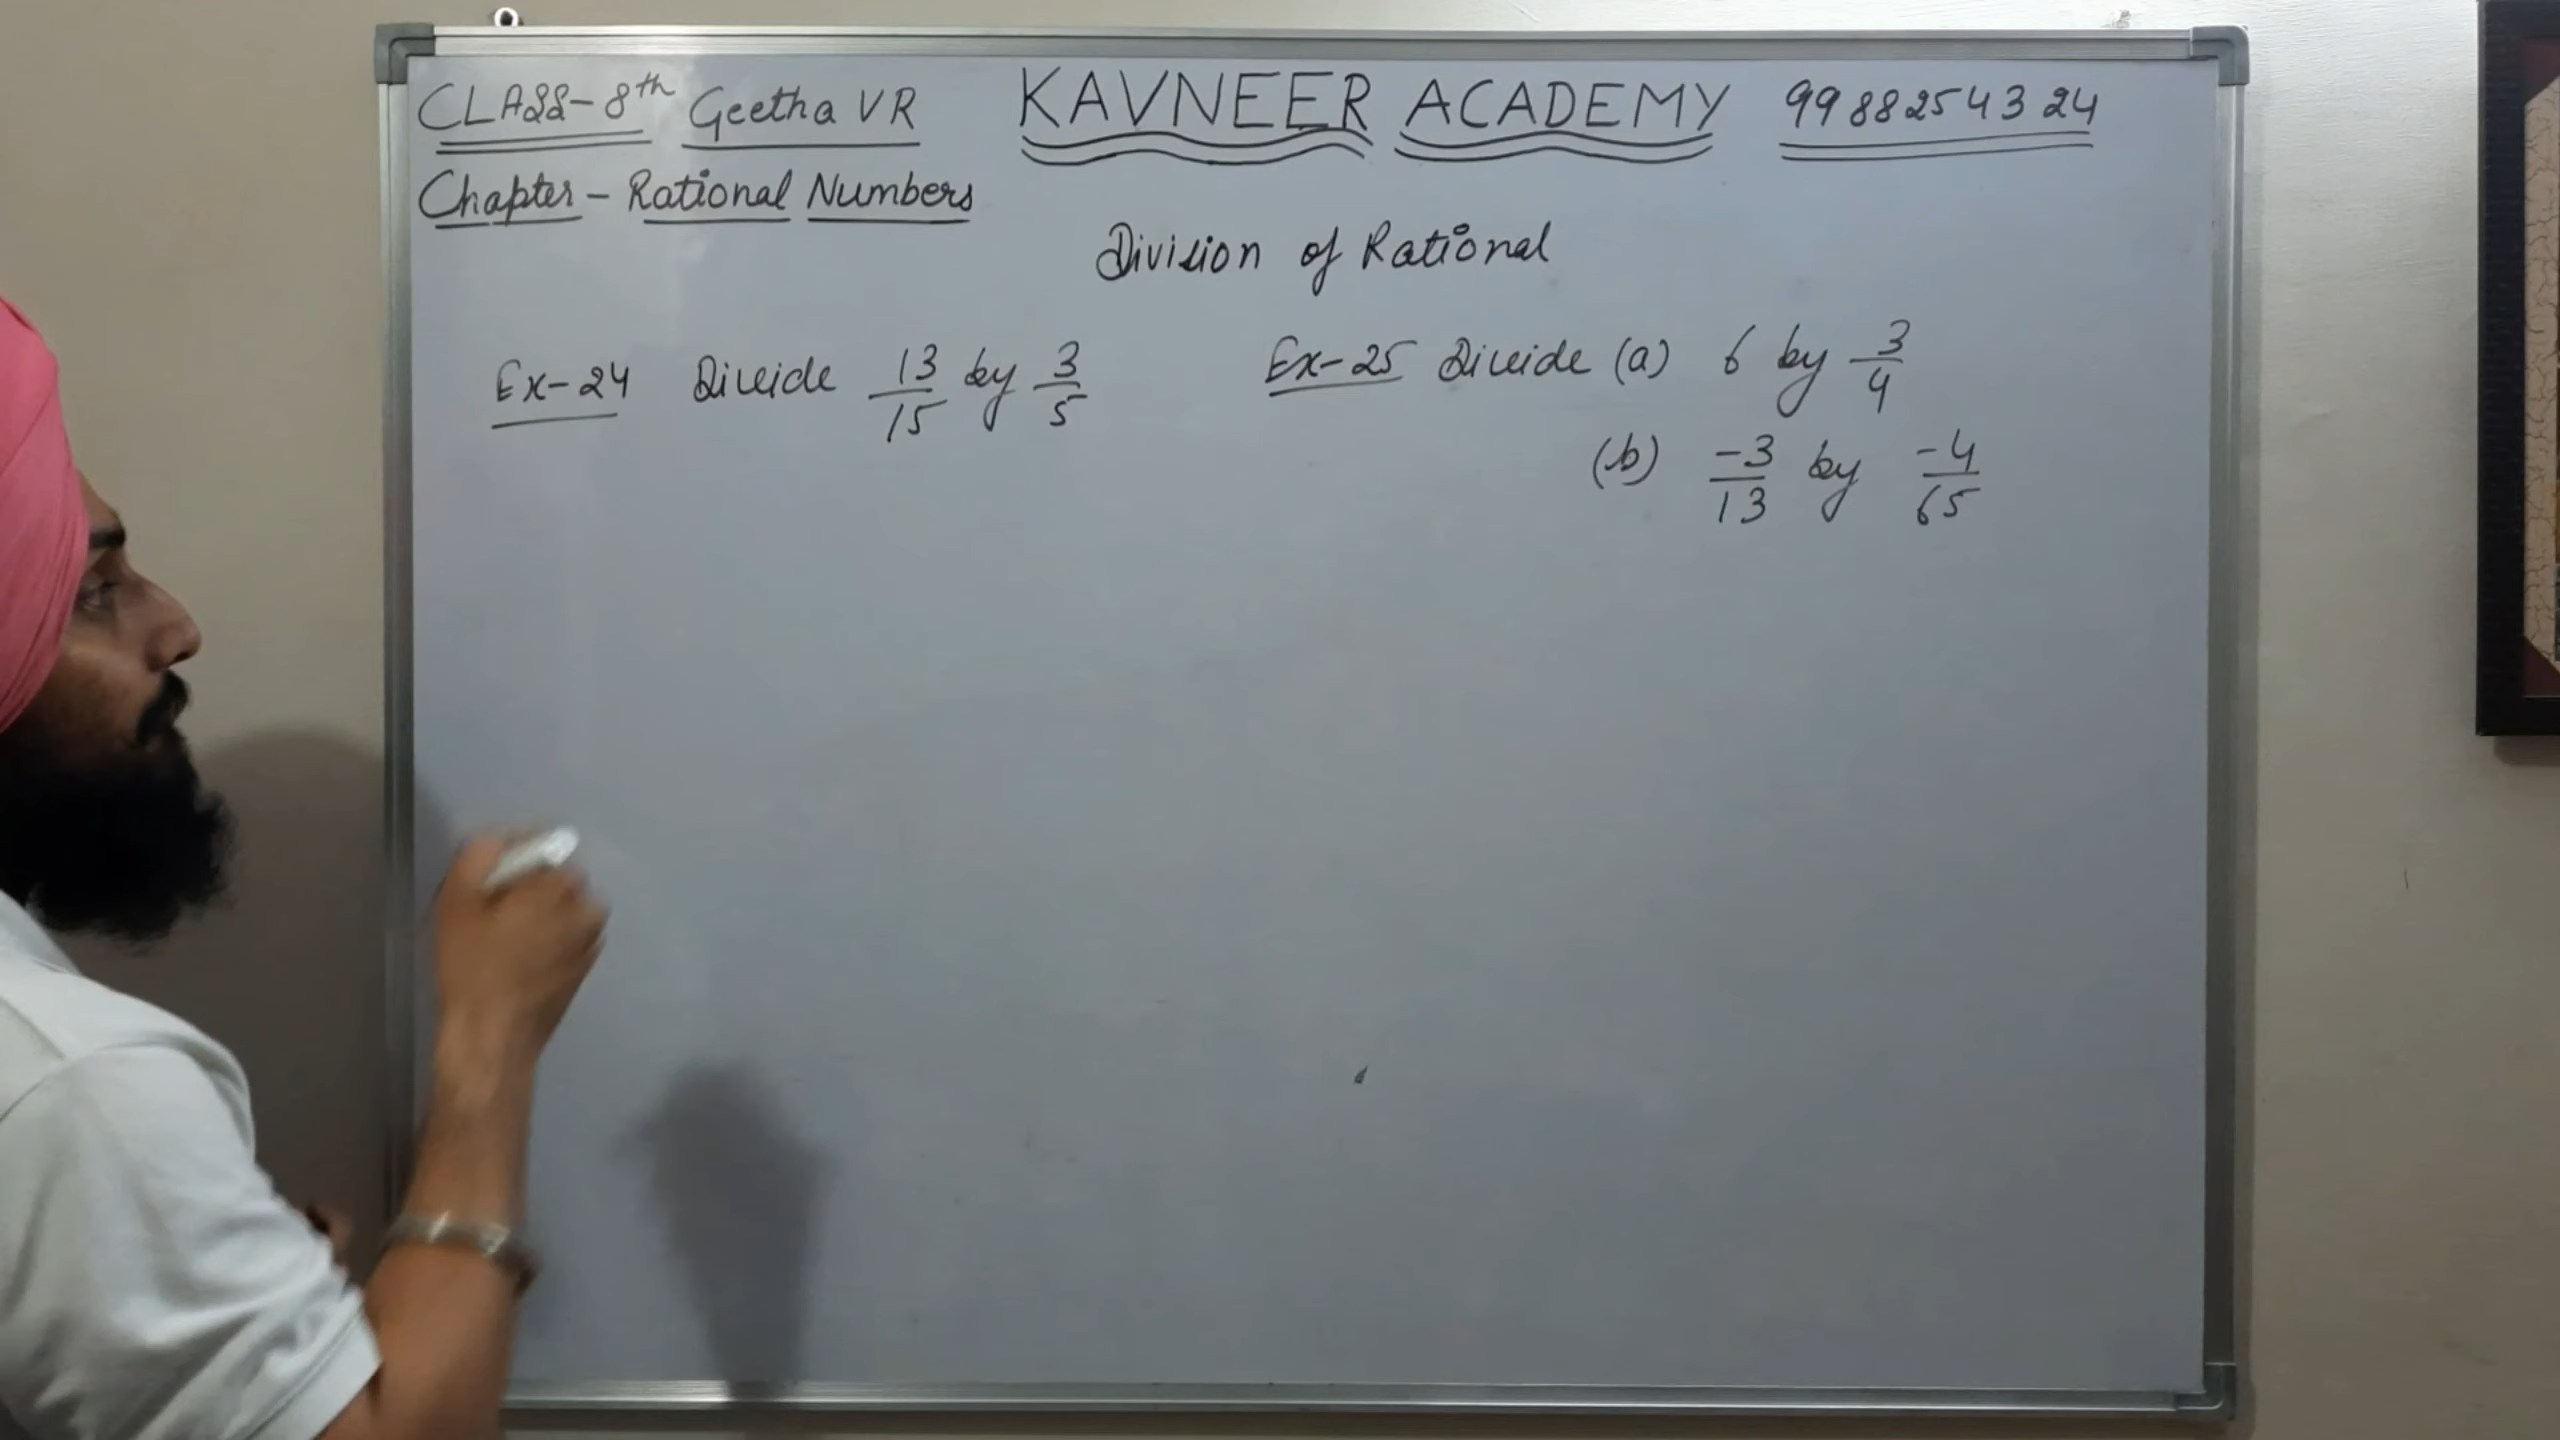 CLASS-8th Geetha VR KAVNEER ACADEMY 9988254324
Chapter - Rational Numbers
Division of Rational
Ex-24 Divide 13/15 by 3/5
Ex-25 Divide (a) 6 by 3/4
(b) -3/13 by -4/65